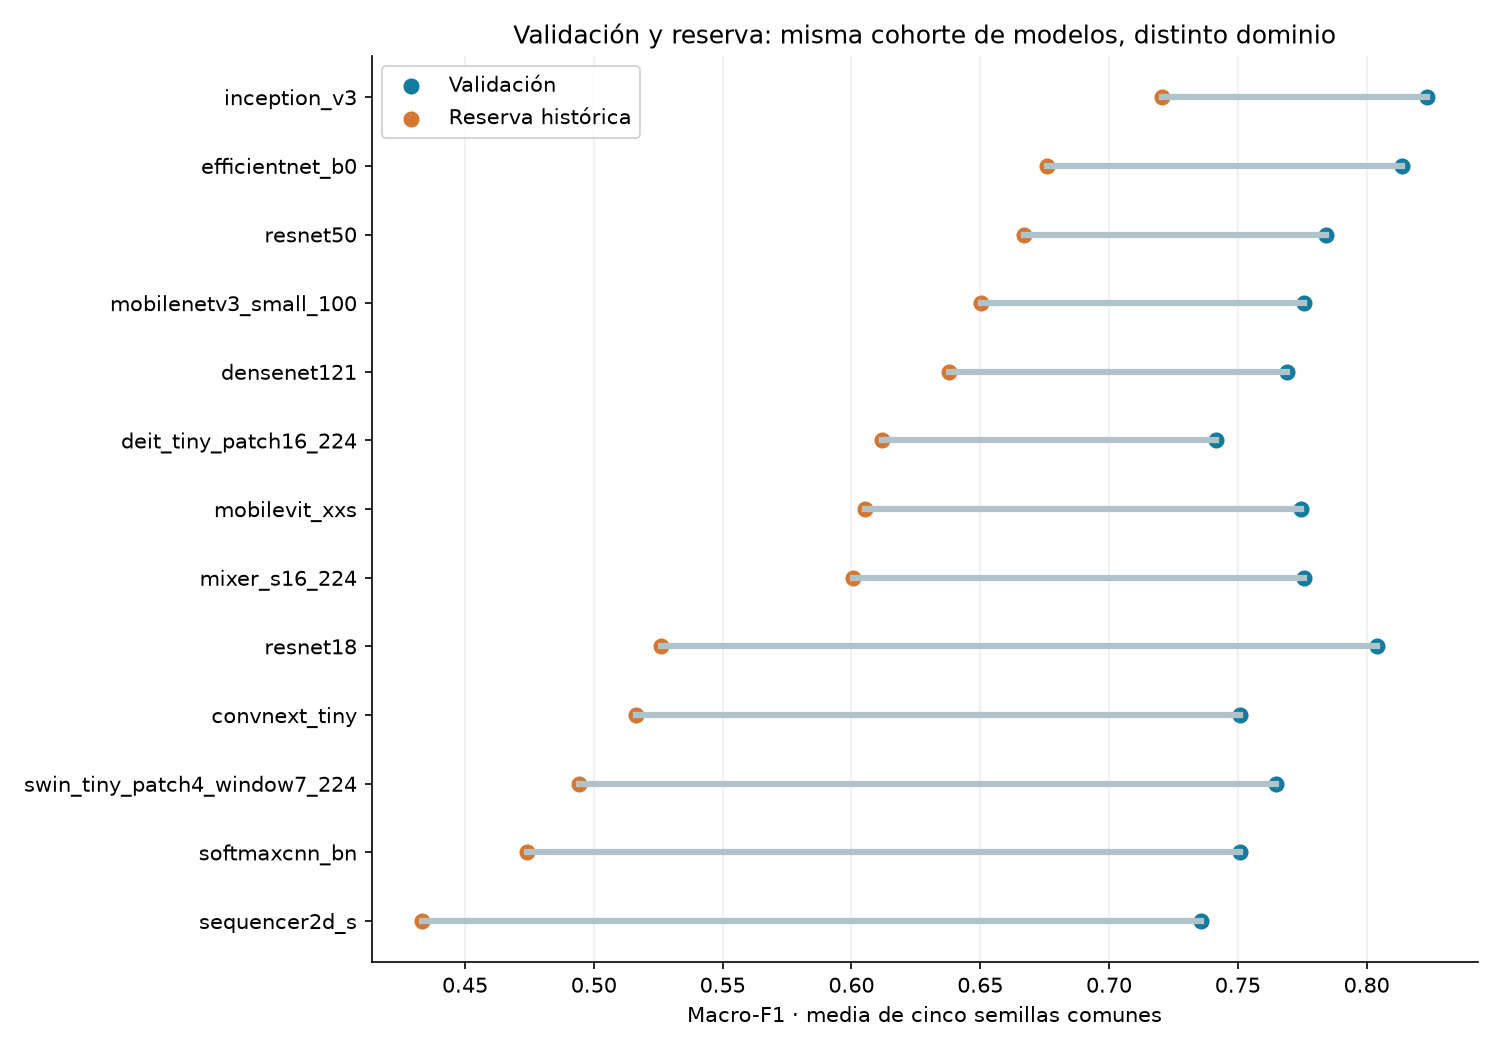 Validación y reserva: misma cohorte de modelos, distinto dominio
Validación
Reserva histórica
inception_v3
efficientnet_b0
resnet50
mobilenetv3_small_100
densenet121
deit_tiny_patch16_224
mobilevit_xxs
mixer_s16_224
resnet18
convnext_tiny
swin_tiny_patch4_window7_224
softmaxcnn_bn
sequencer2d_s
0.45 0.50 0.55 0.60 0.65 0.70 0.75 0.80
Macro-F1 · media de cinco semillas comunes